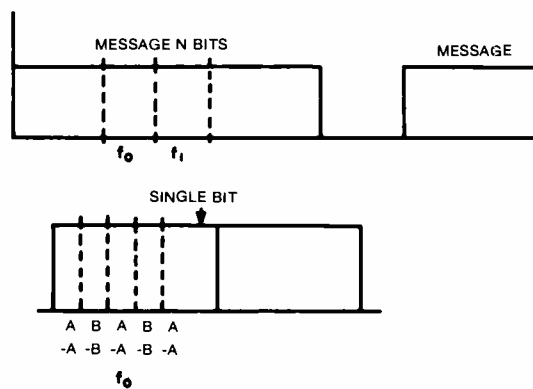 MESSAGE N BITS
MESSAGE
f0 f1
SINGLE BIT
A B A B A
-A -B -A -B -A
f0